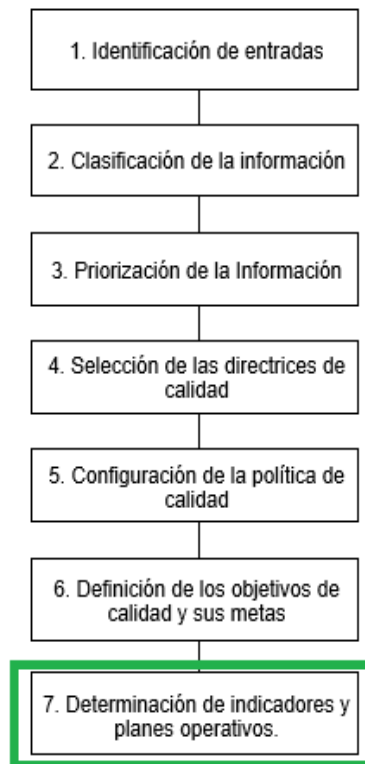 1. Identificación de entradas
2. Clasificación de la información
3. Priorización de la Información
4. Selección de las directrices de
calidad
5. Configuración de la política de
calidad
6. Definición de los objetivos de
calidad y sus metas
7. Determinación de indicadores y
planes operativos.